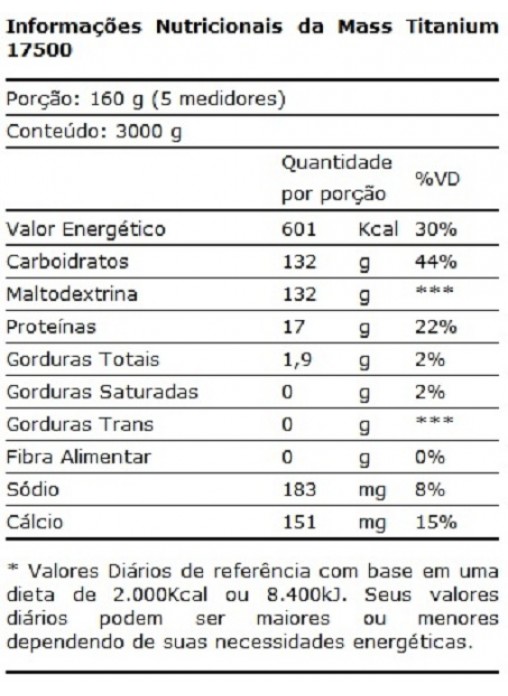 Informações Nutricionais da Mass Titanium
17500
Porção: 160 g (5 medidores)
Conteúdo: 3000 g
Quantidade por porção %VD
Valor Energético 601 Kcal 30%
Carboidratos 132 g 44%
Maltodextrina 132 g ***
Proteínas 17 g 22%
Gorduras Totais 1,9 g 2%
Gorduras Saturadas 0 g 2%
Gorduras Trans 0 g ***
Fibra Alimentar 0 g 0%
Sódio 183 mg 8%
Cálcio 151 mg 15%
* Valores Diários de referência com base em uma
dieta de 2.000Kcal ou 8.400kJ. Seus valores
diários podem ser maiores ou menores
dependendo de suas necessidades energéticas.